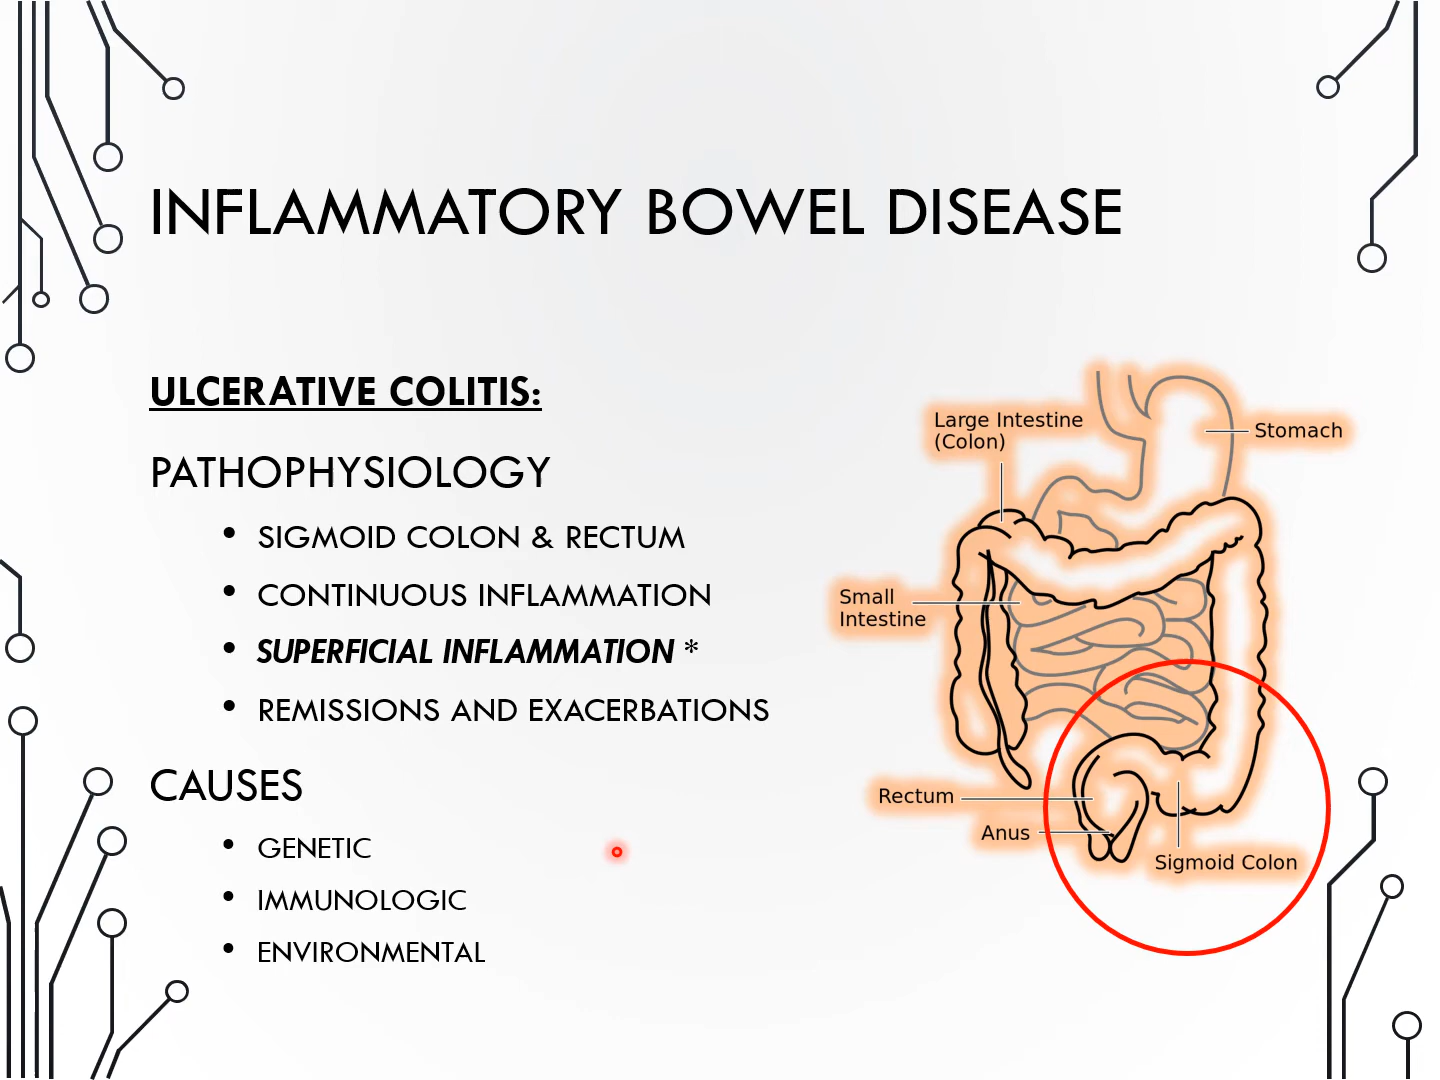 INFLAMMATORY BOWEL DISEASE
ULCERATIVE COLITIS:
PATHOPHYSIOLOGY
• SIGMOID COLON & RECTUM
• CONTINUOUS INFLAMMATION
• SUPERFICIAL INFLAMMATION *
• REMISSIONS AND EXACERBATIONS
CAUSES
• GENETIC
• IMMUNOLOGIC
• ENVIRONMENTAL
Large Intestine
(Colon)
Stomach
Small
Intestine
Rectum
Anus
Sigmoid Colon